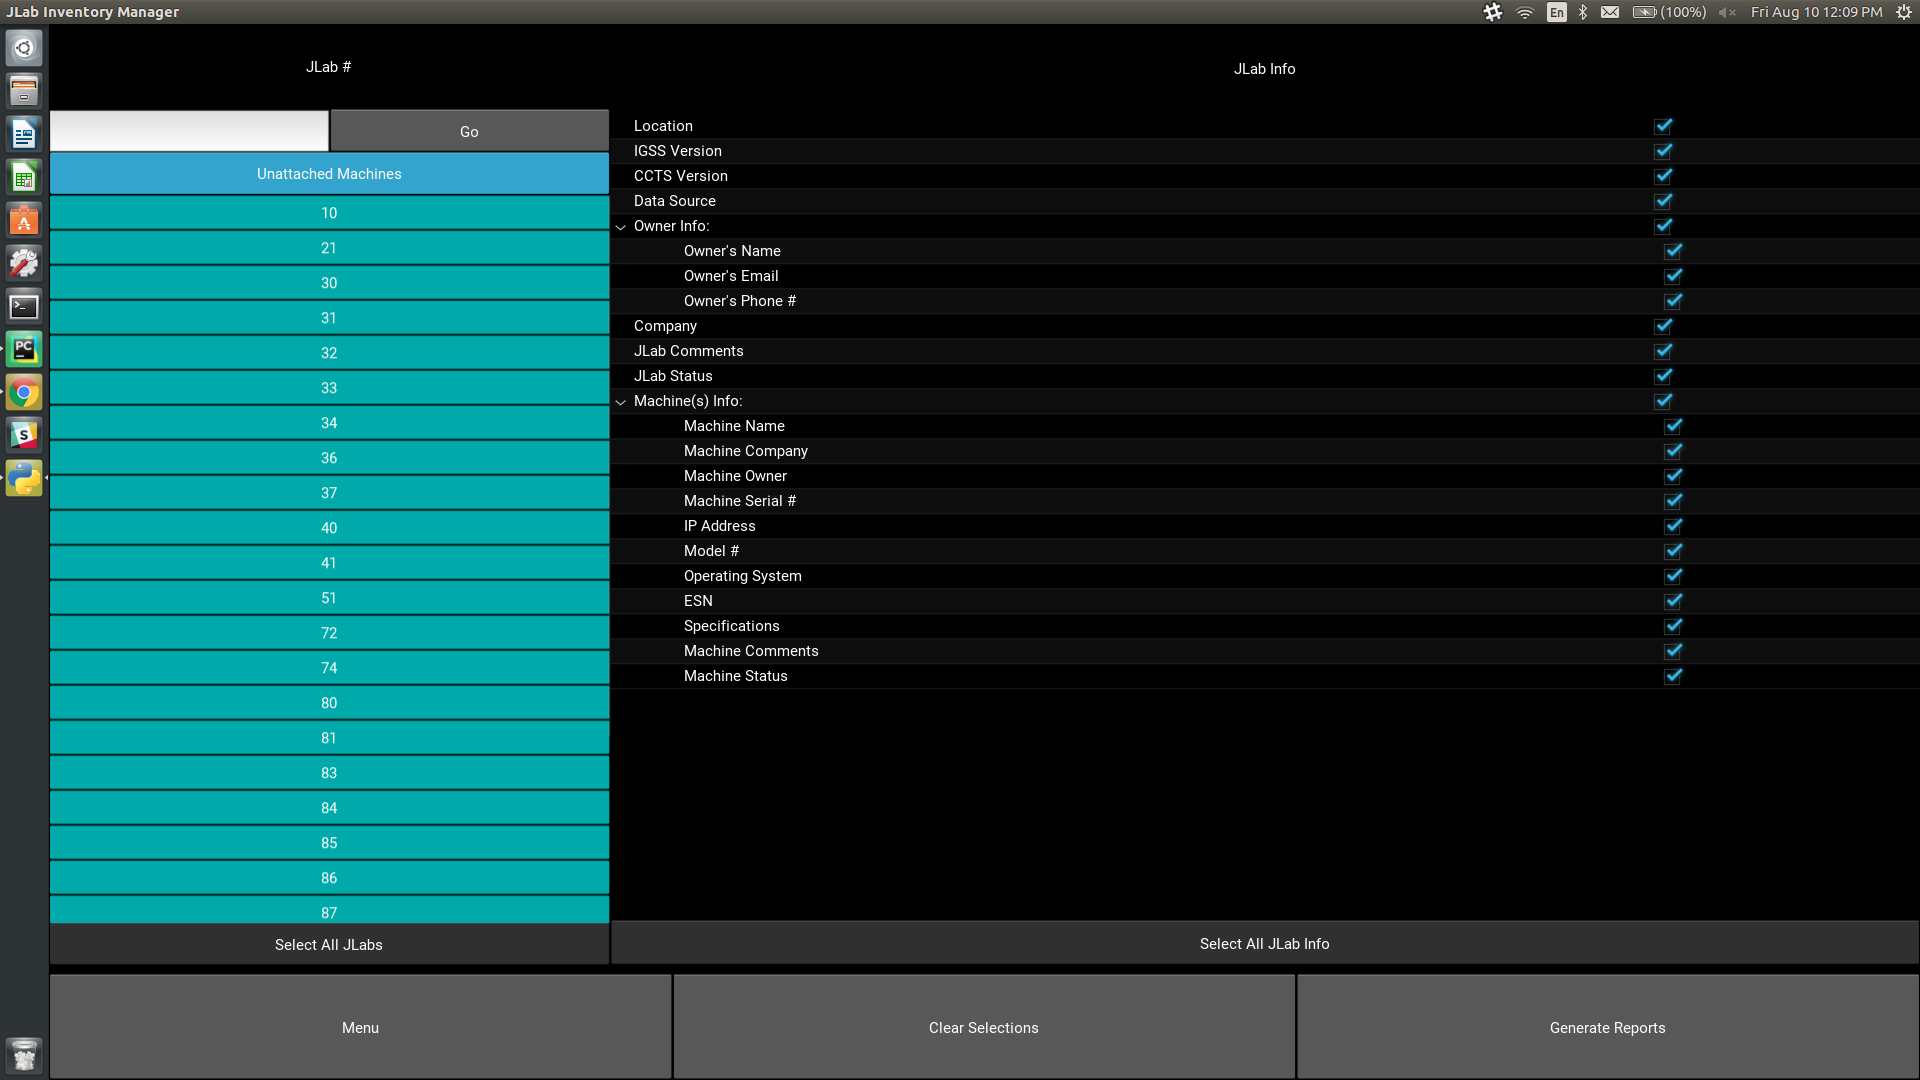 JLab Inventory Manager
En
(100%)
Fri Aug 10 12:09 PM
JLab #
JLab Info
Go
Unattached Machines
10
21
30
31
32
33
34
36
37
40
41
51
72
74
80
81
83
84
85
86
87
Select All JLabs
Location
IGSS Version
CCTS Version
Data Source
Owner Info:
Owner's Name
Owner's Email
Owner's Phone #
Company
JLab Comments
JLab Status
Machine(s) Info:
Machine Name
Machine Company
Machine Owner
Machine Serial #
IP Address
Model #
Operating System
ESN
Specifications
Machine Comments
Machine Status
Select All JLab Info
Menu
Clear Selections
Generate Reports
PC
S